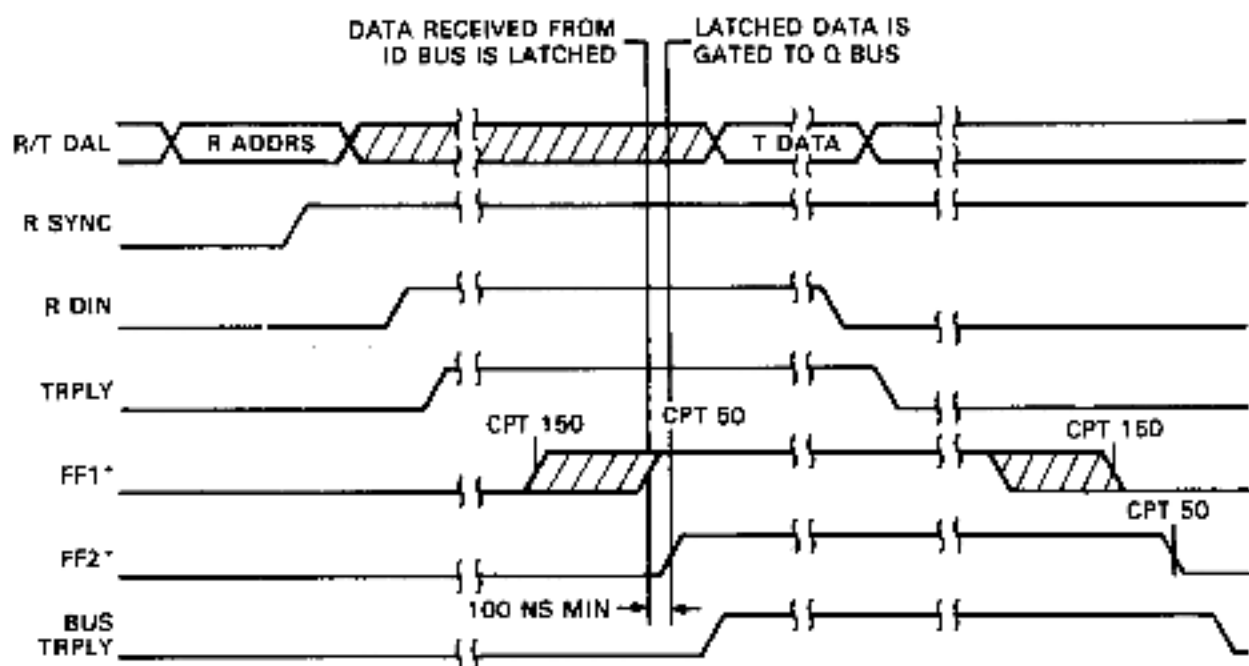 DATA RECEIVED FROM
ID BUS IS LATCHED
LATCHED DATA IS
GATED TO Q BUS
R/T DAL
R ADDRS
T DATA
R SYNC
R DIN
TRPLY
CPT 150
CPT 50
CPT 150
FF1*
CPT 50
FF2*
100 NS MIN
BUS
TRPLY